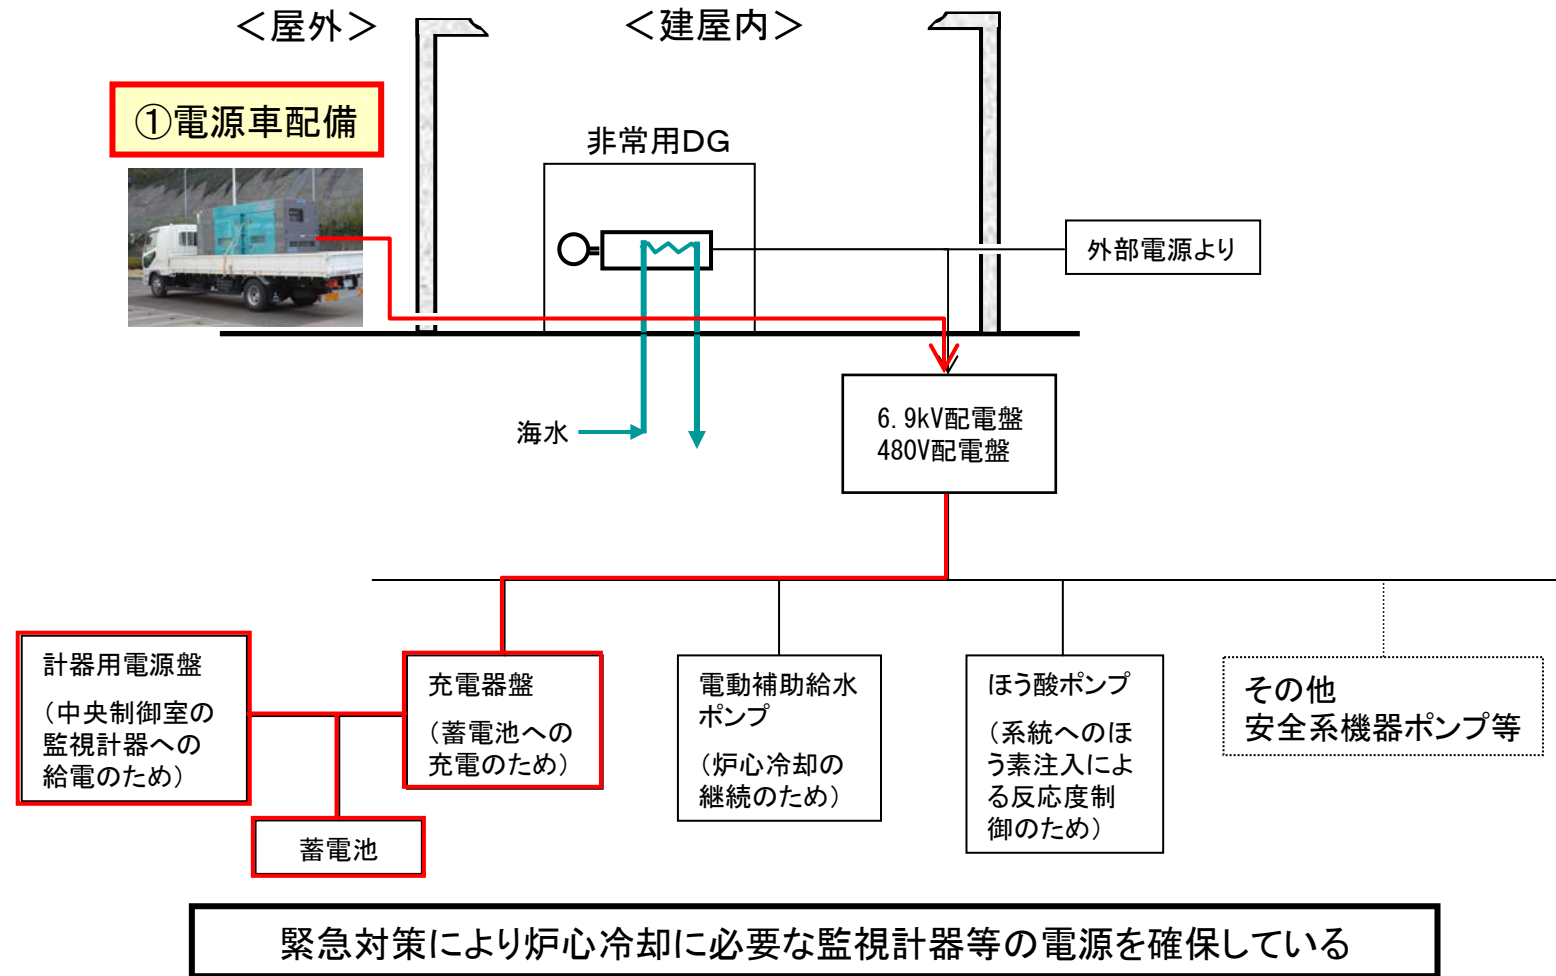 ＜屋外＞
＜建屋内＞
①電源車配備
非常用DG
外部電源より
海水
6.9kV配電盤
480V配電盤
計器用電源盤
（中央制御室の
監視計器への
給電のため）
充電器盤
（蓄電池への
充電のため）
蓄電池
電動補助給水
ポンプ
（炉心冷却の
継続のため）
ほう酸ポンプ
（系統へのほ
う素注入によ
る反応度制
御のため）
その他
安全系機器ポンプ等
緊急対策により炉心冷却に必要な監視計器等の電源を確保している